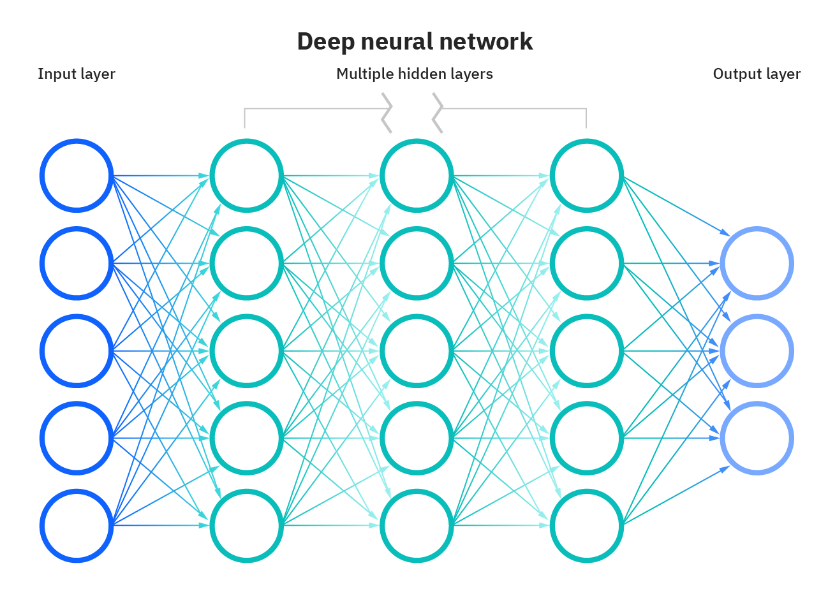 Deep neural network
Input layer
Multiple hidden layers
Output layer